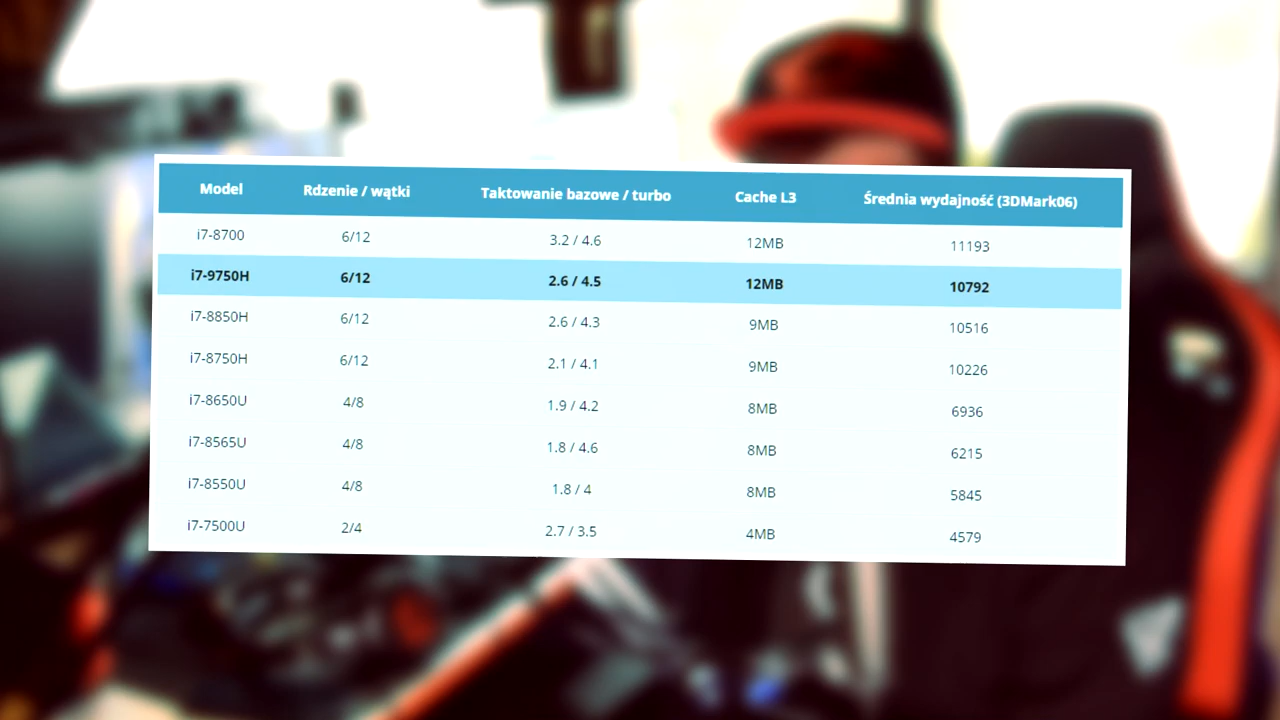 Model Rdzenie / wątki Taktowanie bazowe / turbo Cache L3 Średnia wydajność (3DMark06)
i7-8700 6/12 3.2 / 4.6 12MB 11193
i7-9750H 6/12 2.6 / 4.5 12MB 10792
i7-8850H 6/12 2.6 / 4.3 9MB 10516
i7-8750H 6/12 2.1 / 4.1 9MB 10226
i7-8650U 4/8 1.9 / 4.2 8MB 6936
i7-8565U 4/8 1.8 / 4.6 8MB 6215
i7-8550U 4/8 1.8 / 4 8MB 5845
i7-7500U 2/4 2.7 / 3.5 4MB 4579